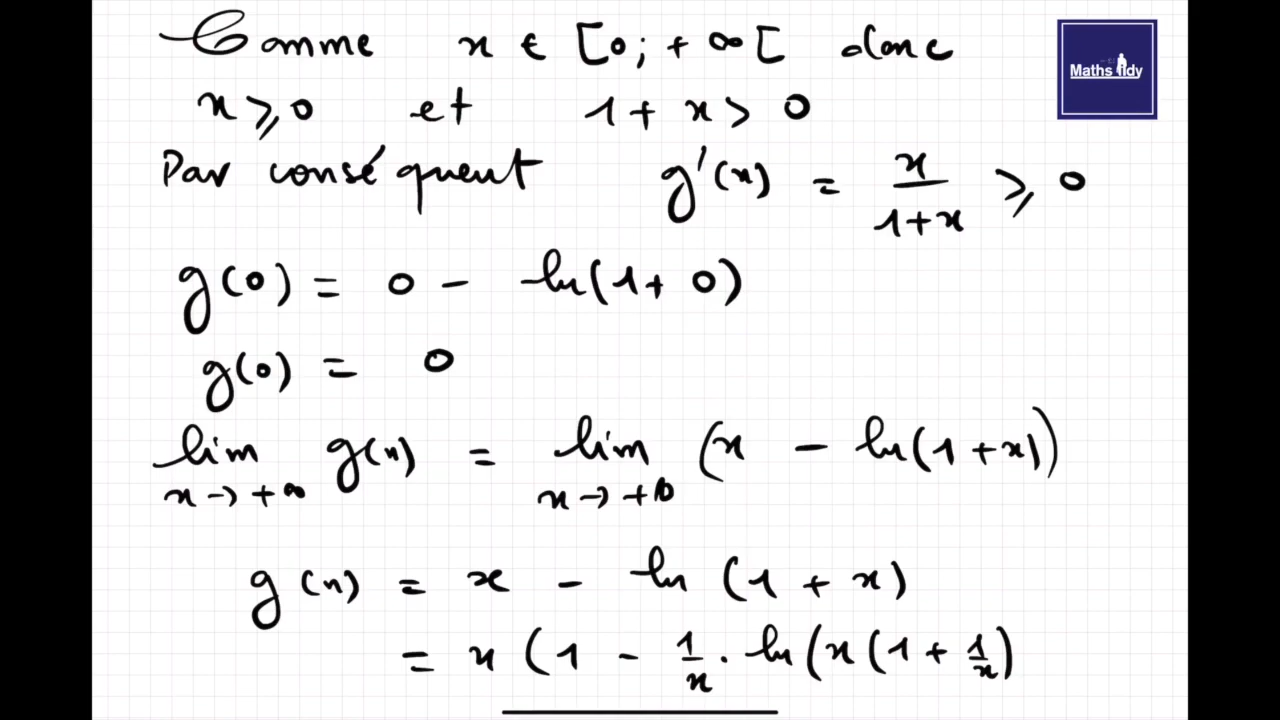 Comme x ∈ [0; +∞[ donc
Maths Idy
x ⩾ 0 et 1 + x > 0
Par conséquent g'(x) = x/(1+x) ⩾ 0
g(0) = 0 - ln(1 + 0)
g(0) = 0
lim x→+∞ g(x) = lim x→+∞ (x - ln(1 + x))
g(x) = x - ln(1 + x)
= x (1 - 1/x . ln(x(1 + 1/x)